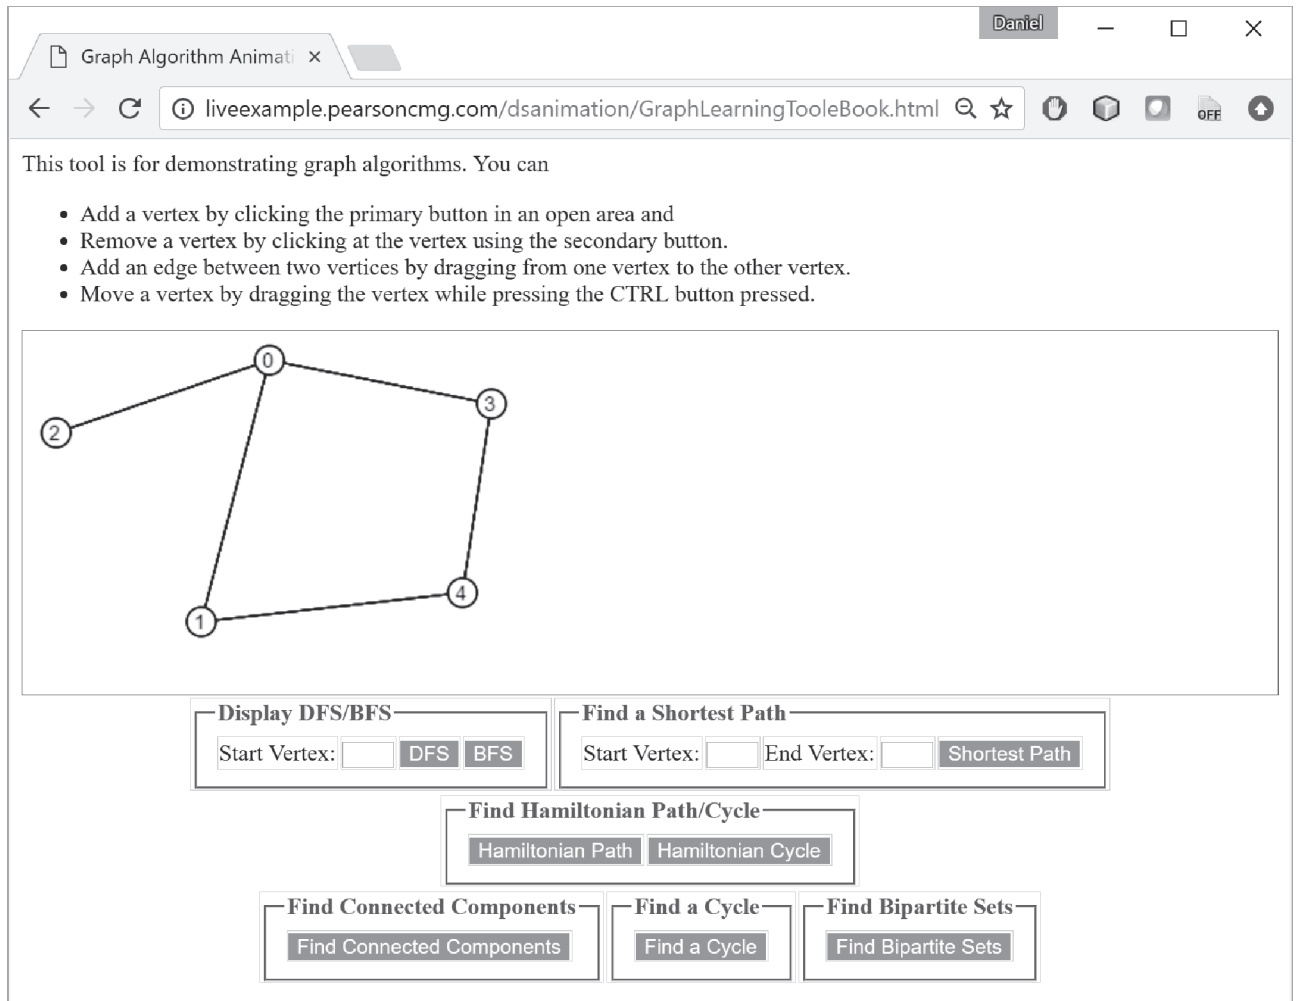 Daniel
Graph Algorithm Animati
liveexample.pearsoncmg.com/dsanimation/GraphLearningTooleBook.html
OFF
This tool is for demonstrating graph algorithms. You can
• Add a vertex by clicking the primary button in an open area and
• Remove a vertex by clicking at the vertex using the secondary button.
• Add an edge between two vertices by dragging from one vertex to the other vertex.
• Move a vertex by dragging the vertex while pressing the CTRL button pressed.
0
3
2
4
1
Display DFS/BFS
Start Vertex: DFS BFS
Find a Shortest Path
Start Vertex: End Vertex: Shortest Path
Find Hamiltonian Path/Cycle
Hamiltonian Path Hamiltonian Cycle
Find Connected Components
Find Connected Components
Find a Cycle
Find a Cycle
Find Bipartite Sets
Find Bipartite Sets